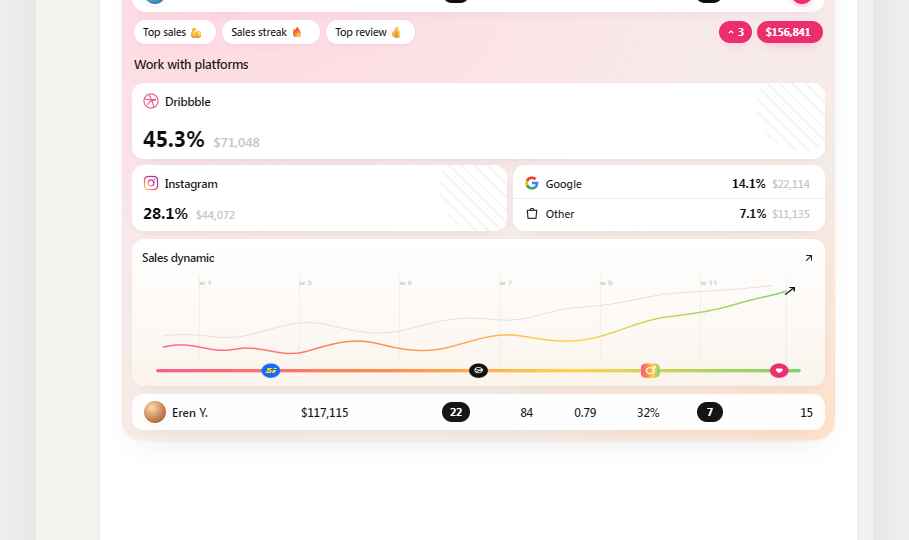 Top sales 💪 Sales streak 🔥 Top review 👍 3 $156,841
Work with platforms
Dribbble
45.3% $71,048
Instagram
28.1% $44,072
Google 14.1% $22,114
Other 7.1% $11,135
Sales dynamic
Eren Y. $117,115 22 84 0.79 32% 7 15